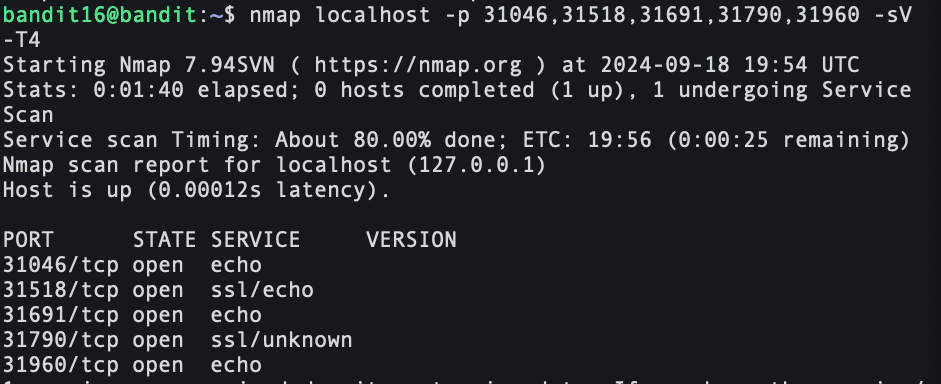 bandit16@bandit:~$ nmap localhost -p 31046,31518,31691,31790,31960 -sV
-T4
Starting Nmap 7.94SVN ( https://nmap.org ) at 2024-09-18 19:54 UTC
Stats: 0:01:40 elapsed; 0 hosts completed (1 up), 1 undergoing Service
Scan
Service scan Timing: About 80.00% done; ETC: 19:56 (0:00:25 remaining)
Nmap scan report for localhost (127.0.0.1)
Host is up (0.00012s latency).
PORT      STATE SERVICE     VERSION
31046/tcp open  echo
31518/tcp open  ssl/echo
31691/tcp open  echo
31790/tcp open  ssl/unknown
31960/tcp open  echo